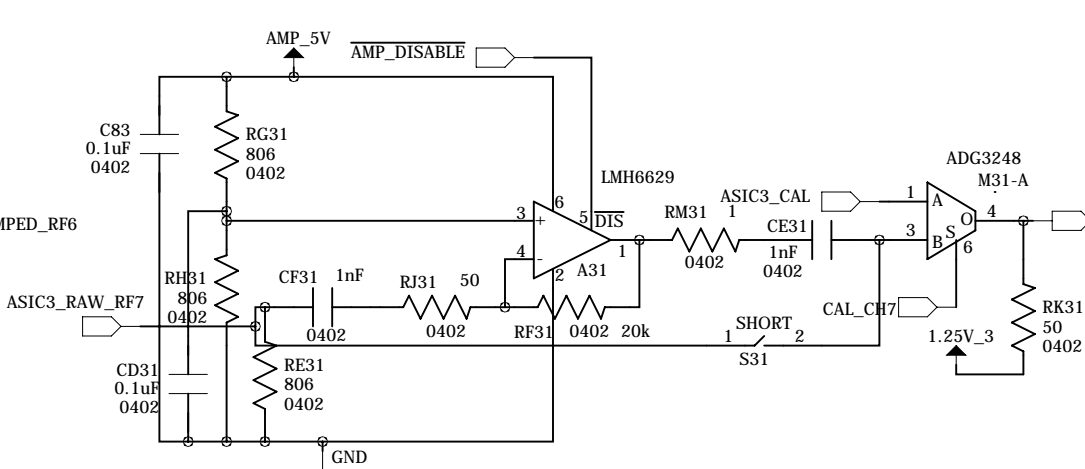 AMP_5V
AMP_DISABLE
C83
0.1uF
0402
RG31
806
0402
LMH6629
ADG3248
M31-A
ASIC3_CAL
MPED_RF6
3
+
6
5
DIS
4
-
2
1
A31
RM31
1
0402
CE31
1nF
0402
1
A
3
B
S
O
4
6
RH31
806
0402
CF31
1nF
0402
RJ31
50
0402
RF31
0402
20k
ASIC3_RAW_RF7
CAL_CH7
RK31
50
0402
1
SHORT
2
S31
1.25V_3
CD31
0.1uF
0402
RE31
806
0402
GND